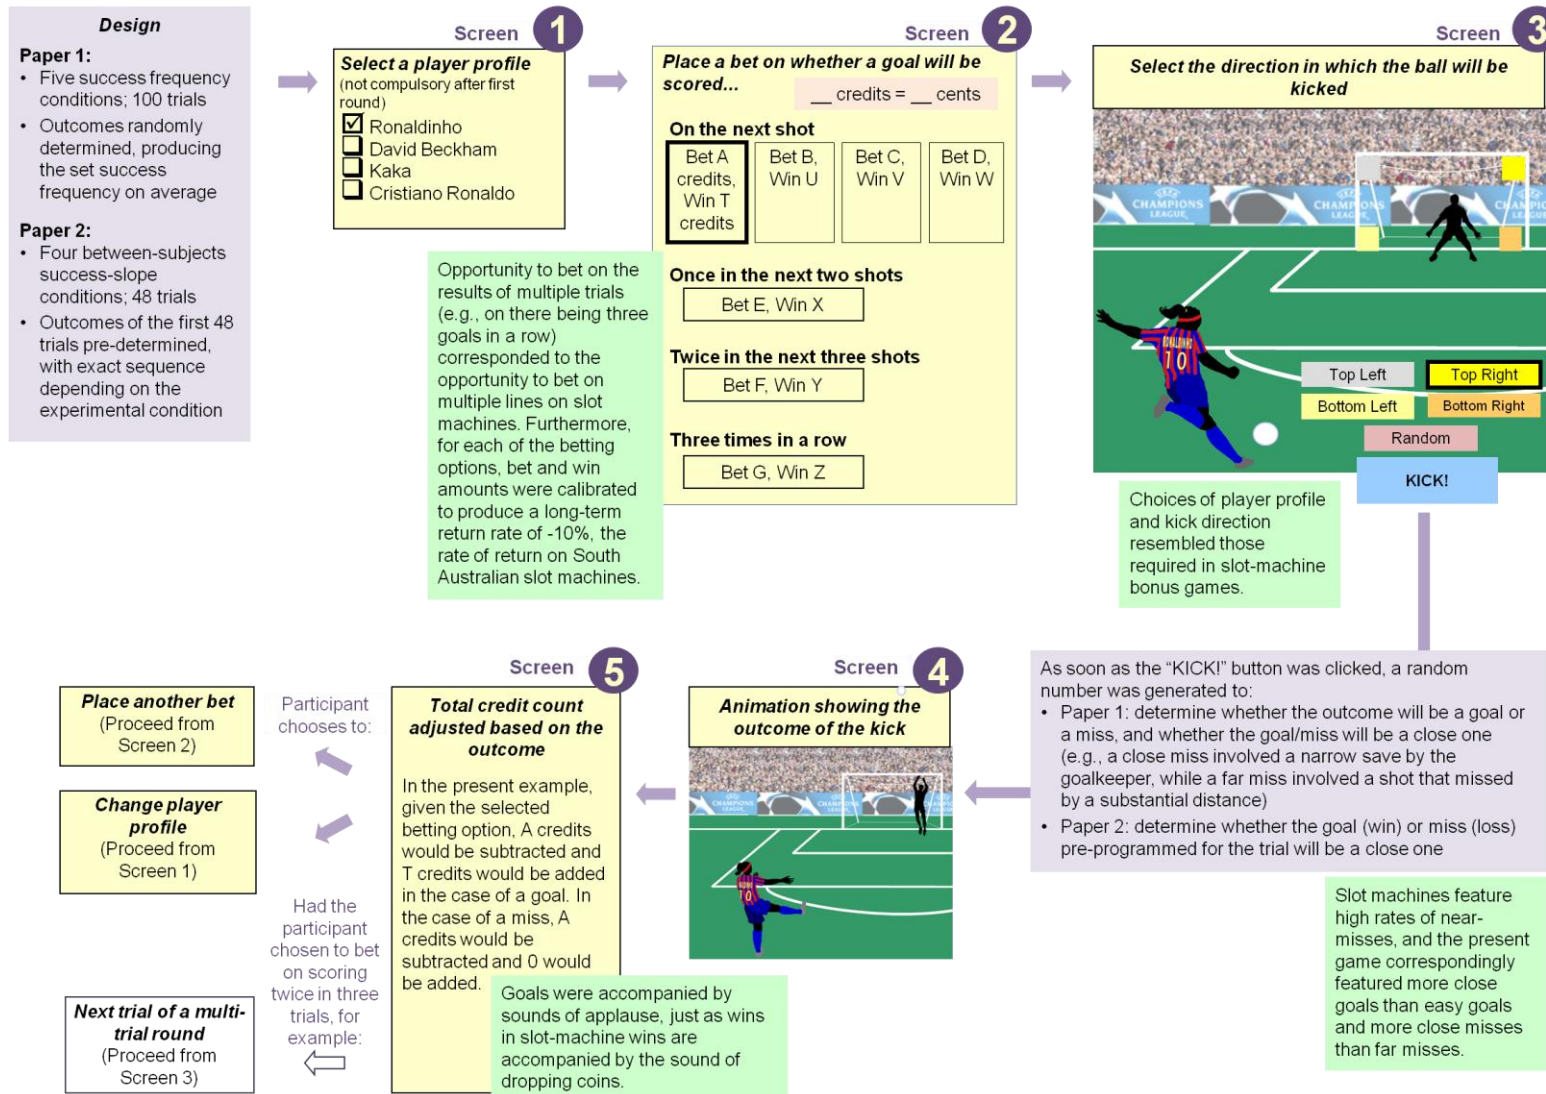 Design
Paper 1:
• Five success frequency
conditions; 100 trials
• Outcomes randomly
determined, producing
the set success
frequency on average
Paper 2:
• Four between-subjects
success-slope
conditions; 48 trials
• Outcomes of the first 48
trials pre-determined,
with exact sequence
depending on the
experimental condition
Screen 1
Select a player profile
(not compulsory after first
round)
Ronaldinho
David Beckham
Kaka
Cristiano Ronaldo
Screen 2
Place a bet on whether a goal will be
scored...
__ credits = __ cents
On the next shot
Bet A
credits,
Win T
credits
Bet B,
Win U
Bet C,
Win V
Bet D,
Win W
Once in the next two shots
Bet E, Win X
Twice in the next three shots
Bet F, Win Y
Three times in a row
Bet G, Win Z
Opportunity to bet on the
results of multiple trials
(e.g., on there being three
goals in a row)
corresponded to the
opportunity to bet on
multiple lines on slot
machines. Furthermore,
for each of the betting
options, bet and win
amounts were calibrated
to produce a long-term
return rate of -10%, the
rate of return on South
Australian slot machines.
Screen 3
Select the direction in which the ball will be
kicked
CHAMPIONS
LEAGUE
CHAMPIONS
LEAGUE
RONALDINHO
10
Top Left
Top Right
Bottom Left
Bottom Right
Random
KICK!
Choices of player profile
and kick direction
resembled those
required in slot-machine
bonus games.
As soon as the “KICK!” button was clicked, a random
number was generated to:
• Paper 1: determine whether the outcome will be a goal or
a miss, and whether the goal/miss will be a close one
(e.g., a close miss involved a narrow save by the
goalkeeper, while a far miss involved a shot that missed
by a substantial distance)
• Paper 2: determine whether the goal (win) or miss (loss)
pre-programmed for the trial will be a close one
Slot machines feature
high rates of near-
misses, and the present
game correspondingly
featured more close
goals than easy goals
and more close misses
than far misses.
Screen 4
Animation showing the
outcome of the kick
CHAMPIONS
LEAGUE
10
Screen 5
Total credit count
adjusted based on the
outcome
In the present example,
given the selected
betting option, A credits
would be subtracted and
T credits would be added
in the case of a goal. In
the case of a miss, A
credits would be
subtracted and 0 would
be added.
Goals were accompanied by
sounds of applause, just as wins
in slot-machine wins are
accompanied by the sound of
dropping coins.
Participant
chooses to:
Place another bet
(Proceed from
Screen 2)
Change player
profile
(Proceed from
Screen 1)
Had the
participant
chosen to bet
on scoring
twice in three
trials, for
example:
Next trial of a multi-
trial round
(Proceed from
Screen 3)